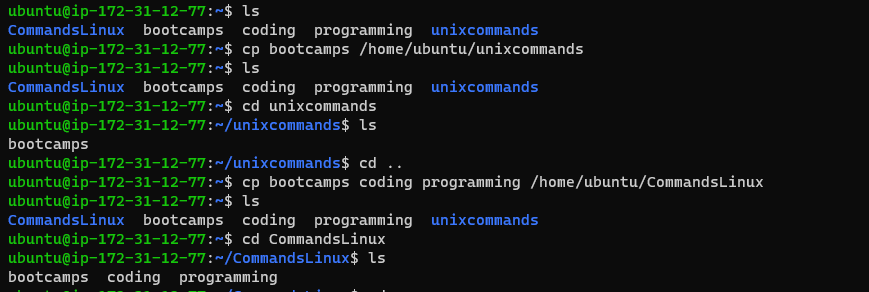 ubuntu@ip-172-31-12-77:~$ ls
CommandsLinux  bootcamps  coding  programming  unixcommands
ubuntu@ip-172-31-12-77:~$ cp bootcamps /home/ubuntu/unixcommands
ubuntu@ip-172-31-12-77:~$ ls
CommandsLinux  bootcamps  coding  programming  unixcommands
ubuntu@ip-172-31-12-77:~$ cd unixcommands
ubuntu@ip-172-31-12-77:~/unixcommands$ ls
bootcamps
ubuntu@ip-172-31-12-77:~/unixcommands$ cd ..
ubuntu@ip-172-31-12-77:~$ cp bootcamps coding programming /home/ubuntu/CommandsLinux
ubuntu@ip-172-31-12-77:~$ ls
CommandsLinux  bootcamps  coding  programming  unixcommands
ubuntu@ip-172-31-12-77:~$ cd CommandsLinux
ubuntu@ip-172-31-12-77:~/CommandsLinux$ ls
bootcamps  coding  programming